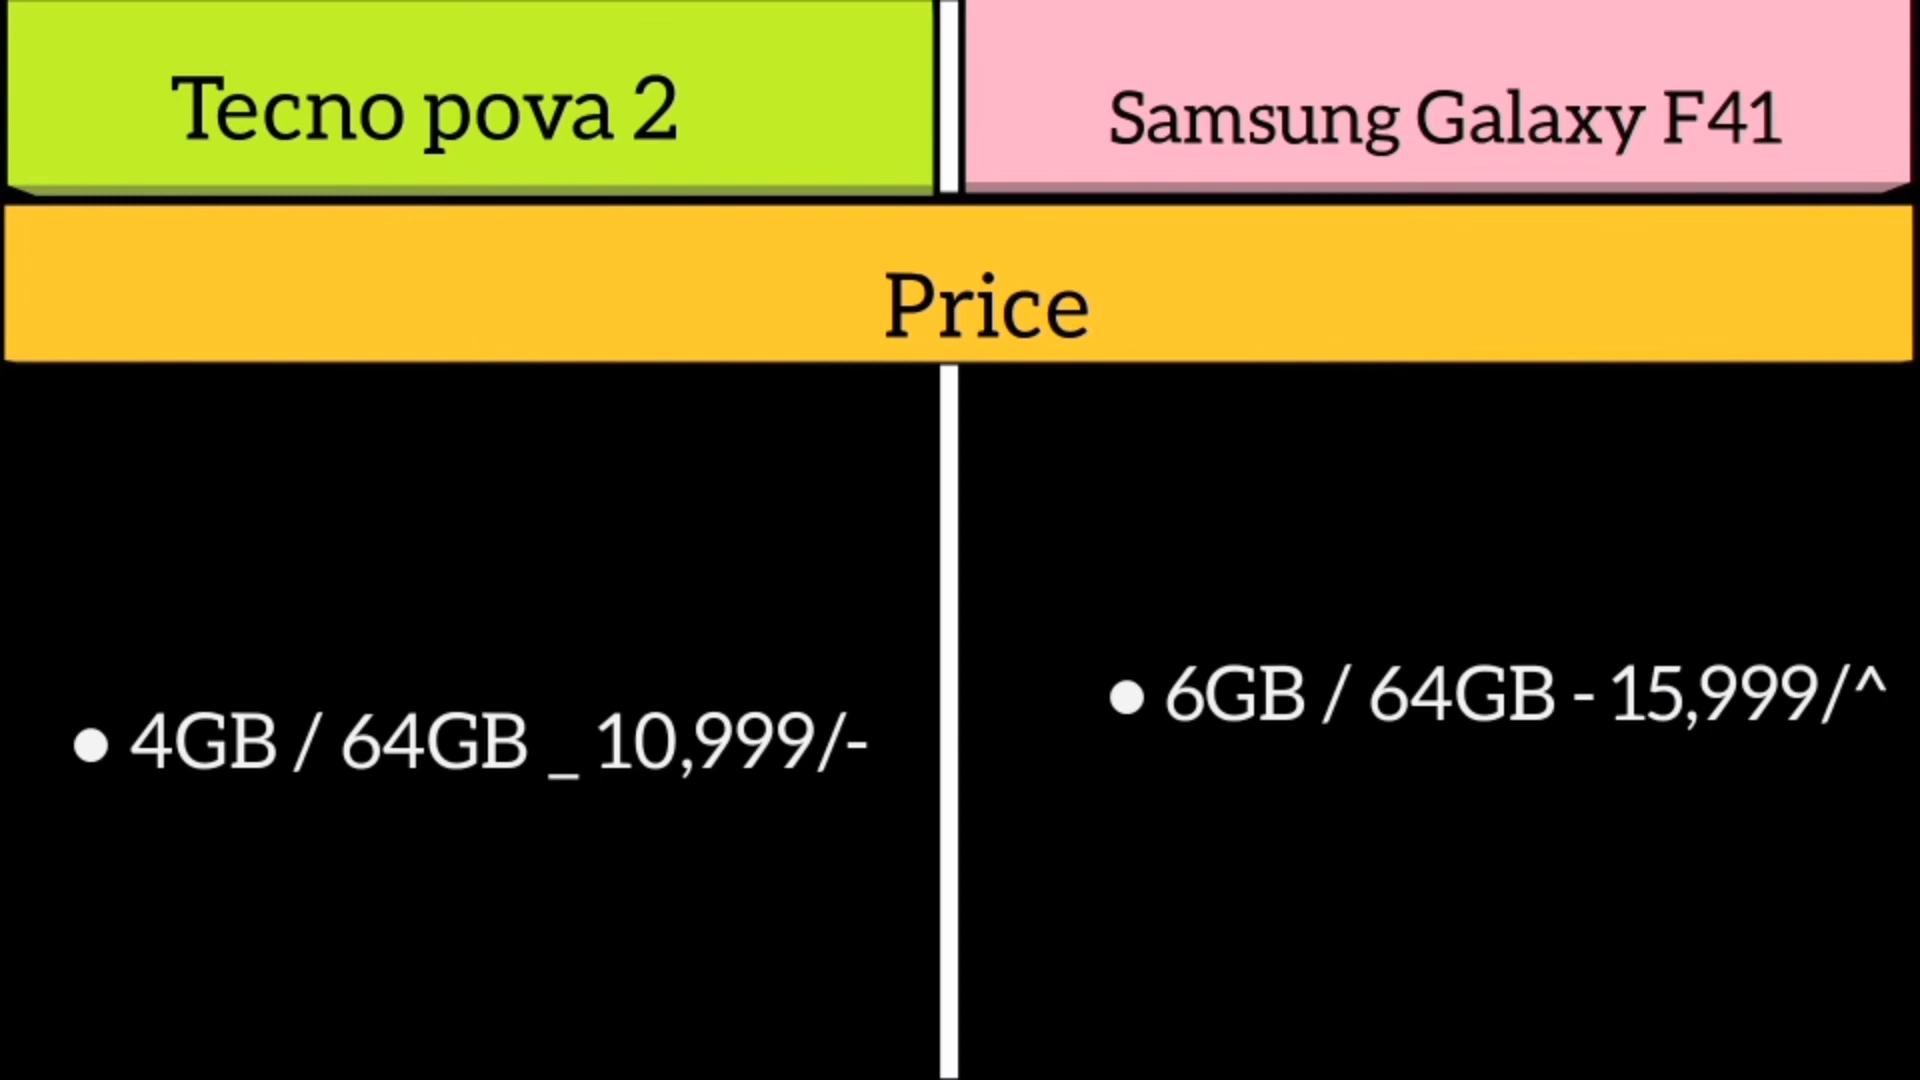 Tecno pova 2
Samsung Galaxy F41
Price
● 4GB / 64GB _ 10,999/-
● 6GB / 64GB - 15,999/^